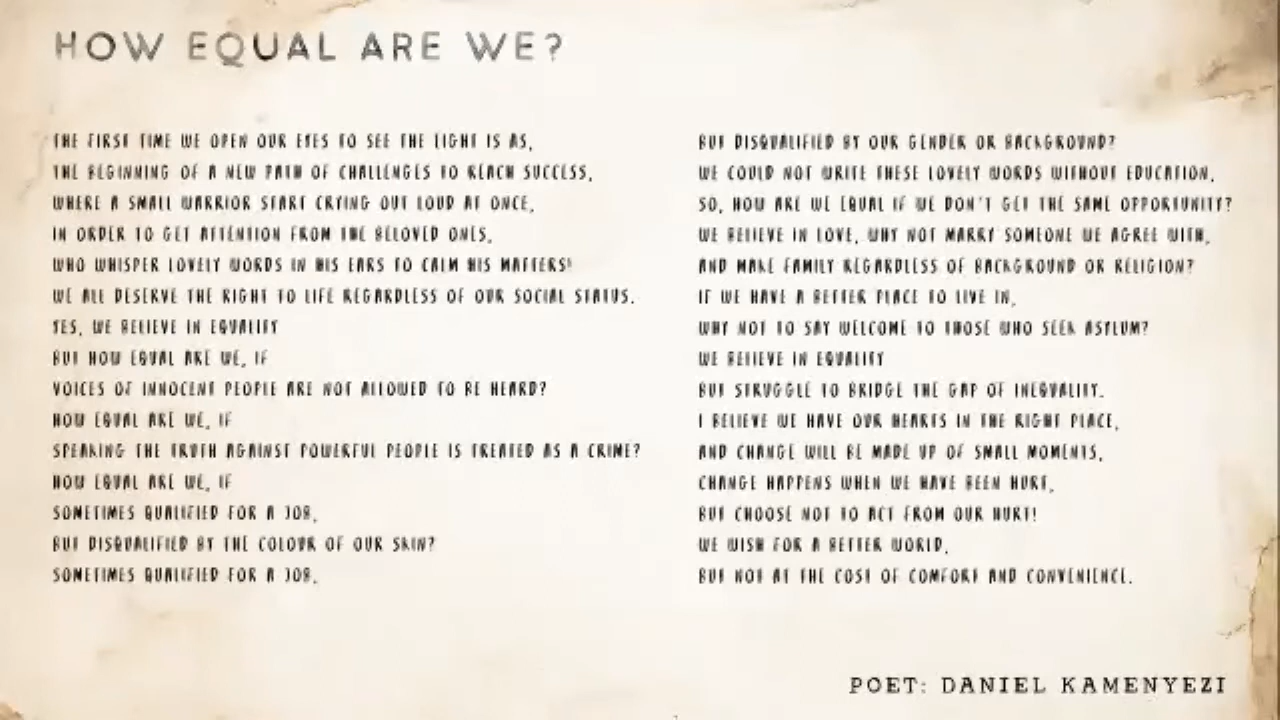 HOW EQUAL ARE WE?
THE FIRST TIME WE OPEN OUR EYES TO SEE THE LIGHT IS AS,
THE BEGINNING OF A NEW PATH OF CHALLENGES TO REACH SUCCESS,
WHERE A SMALL WARRIOR START CRYING OUT LOUD AT ONCE,
IN ORDER TO GET ATTENTION FROM THE BELOVED ONES,
WHO WHISPER LOVELY WORDS IN HIS EARS TO CALM HIS MATTERS!
WE ALL DESERVE THE RIGHT TO LIFE REGARDLESS OF OUR SOCIAL STATUS.
YES, WE BELIEVE IN EQUALITY
BUT HOW EQUAL ARE WE, IF
VOICES OF INNOCENT PEOPLE ARE NOT ALLOWED TO BE HEARD?
HOW EQUAL ARE WE, IF
SPEAKING THE TRUTH AGAINST POWERFUL PEOPLE IS TREATED AS A CRIME?
HOW EQUAL ARE WE, IF
SOMETIMES QUALIFIED FOR A JOB,
BUT DISQUALIFIED BY THE COLOUR OF OUR SKIN?
SOMETIMES QUALIFIED FOR A JOB,
BUT DISQUALIFIED BY OUR GENDER OR BACKGROUND?
WE COULD NOT WRITE THESE LOVELY WORDS WITHOUT EDUCATION,
SO, HOW ARE WE EQUAL IF WE DON'T GET THE SAME OPPORTUNITY?
WE BELIEVE IN LOVE, WHY NOT MARRY SOMEONE WE AGREE WITH,
AND MAKE FAMILY REGARDLESS OF BACKGROUND OR RELIGION?
IF WE HAVE A BETTER PLACE TO LIVE IN,
WHY NOT TO SAY WELCOME TO THOSE WHO SEEK ASYLUM?
WE BELIEVE IN EQUALITY
BUT STRUGGLE TO BRIDGE THE GAP OF INEQUALITY.
I BELIEVE WE HAVE OUR HEARTS IN THE RIGHT PLACE,
AND CHANGE WILL BE MADE UP OF SMALL MOMENTS,
CHANGE HAPPENS WHEN WE HAVE BEEN HURT,
BUT CHOOSE NOT TO ACT FROM OUR HURT!
WE WISH FOR A BETTER WORLD,
BUT NOT AT THE COST OF COMFORT AND CONVENIENCE.
POET: DANIEL KAMENYEZI